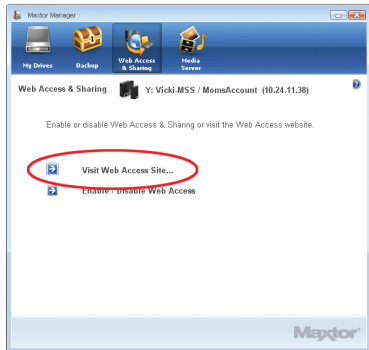 Maxtor Manager
My Drives Backup Web Access & Sharing Media Server
Web Access & Sharing Y: Vicki-MSS / MomsAccount (10.24.11.38)
Enable or disable Web Access & Sharing or visit the Web Access website.
Visit Web Access Site...
Enable / Disable Web Access
Maxtor